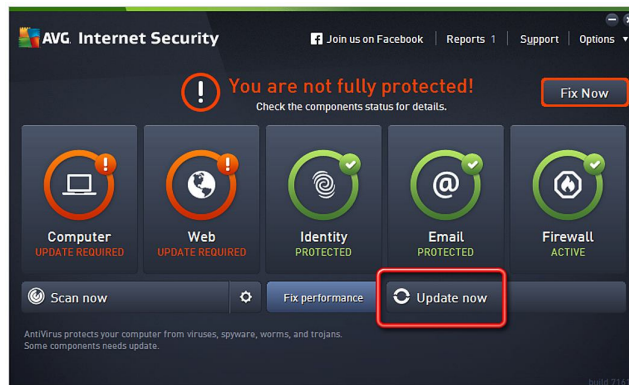 AVG. Internet Security
Join us on Facebook
Reports 1
Support
Options
You are not fully protected!
Check the components status for details.
Fix Now
Computer
UPDATE REQUIRED
Web
UPDATE REQUIRED
Identity
PROTECTED
Email
PROTECTED
Firewall
ACTIVE
Scan now
Fix performance
Update now
AntiVirus protects your computer from viruses, spyware, worms, and trojans.
Some components needs update.
build 7161